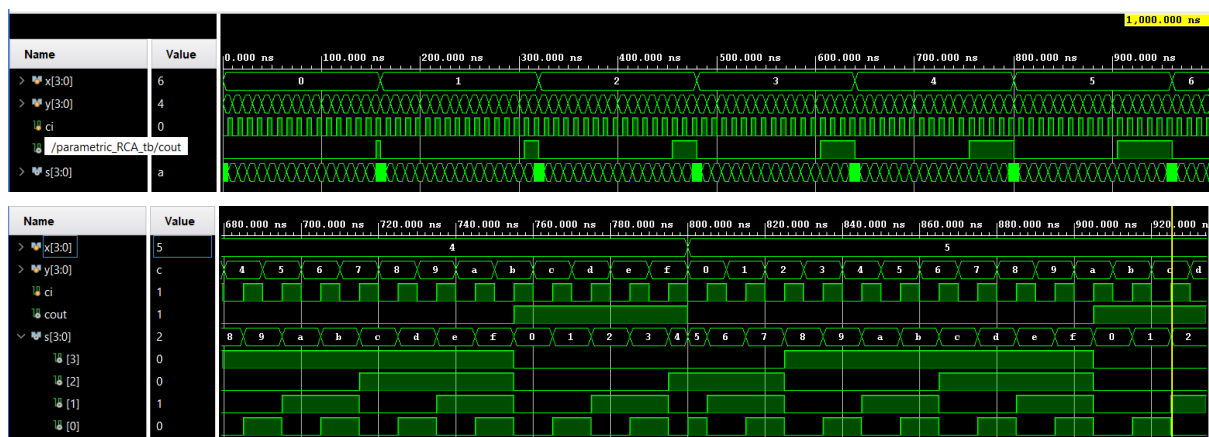 1,000.000 ns
Name Value 0.000 ns 100.000 ns 200.000 ns 300.000 ns 400.000 ns 500.000 ns 600.000 ns 700.000 ns 800.000 ns 900.000 ns
x[3:0] 6 0 1 2 3 4 5 6
y[3:0] 4
ci 0
/parametric_RCA_tb/cout
s[3:0] a
Name Value 680.000 ns 700.000 ns 720.000 ns 740.000 ns 760.000 ns 780.000 ns 800.000 ns 820.000 ns 840.000 ns 860.000 ns 880.000 ns 900.000 ns 920.000 n
x[3:0] 5 4 5
y[3:0] c 4 5 6 7 8 9 a b c d e f 0 1 2 3 4 5 6 7 8 9 a b c d
ci 1
cout 1
s[3:0] 2 8 9 a b c d e f 0 1 2 3 4 5 6 7 8 9 a b c d e f 0 1 2
[3] 0
[2] 0
[1] 1
[0] 0